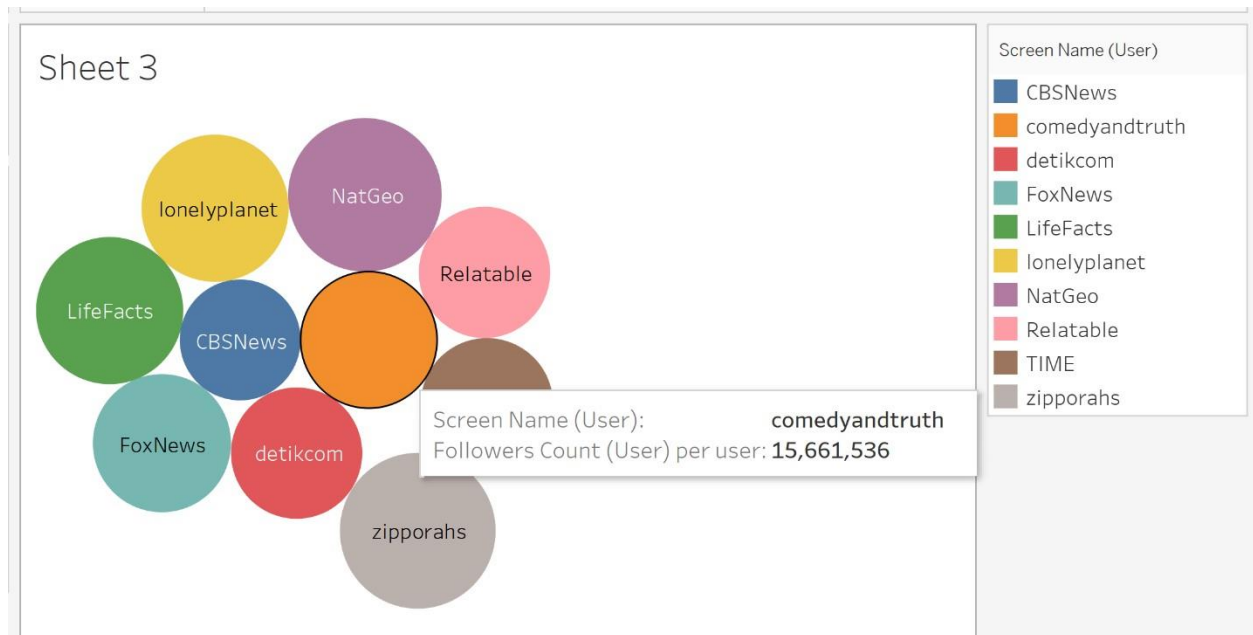 Sheet 3
NatGeo
lonelyplanet
Relatable
LifeFacts
CBSNews
FoxNews
detikcom
zipporahs
Screen Name (User): comedyandtruth
Followers Count (User) per user: 15,661,536
Screen Name (User)
CBSNews
comedyandtruth
detikcom
FoxNews
LifeFacts
lonelyplanet
NatGeo
Relatable
TIME
zipporahs